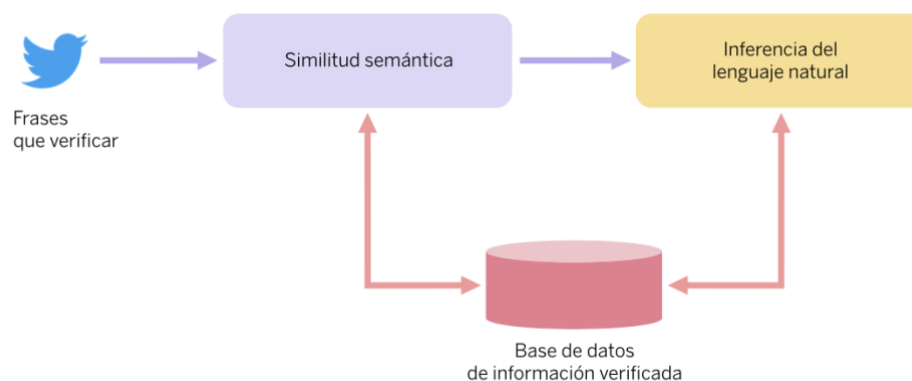 Similitud semántica
Inferencia del
lenguaje natural
Frases
que verificar
Base de datos
de información verificada